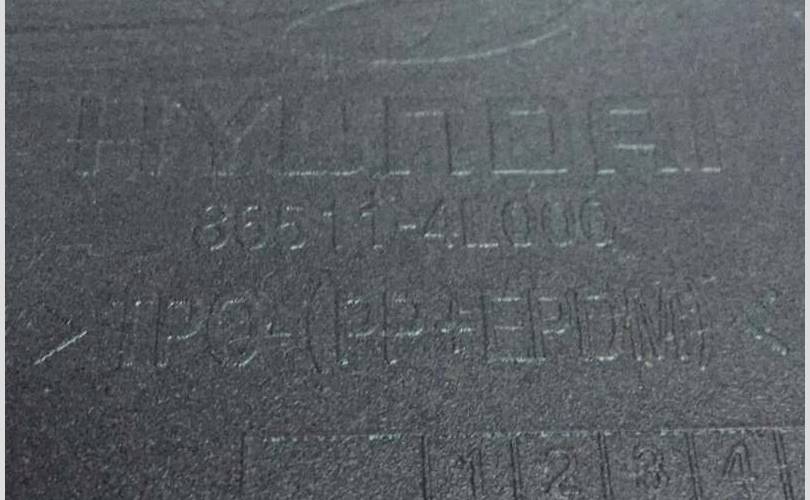 HYUNDAI
86511-4L000
>TPO-(PP+EPDM)<
1 2 3 4